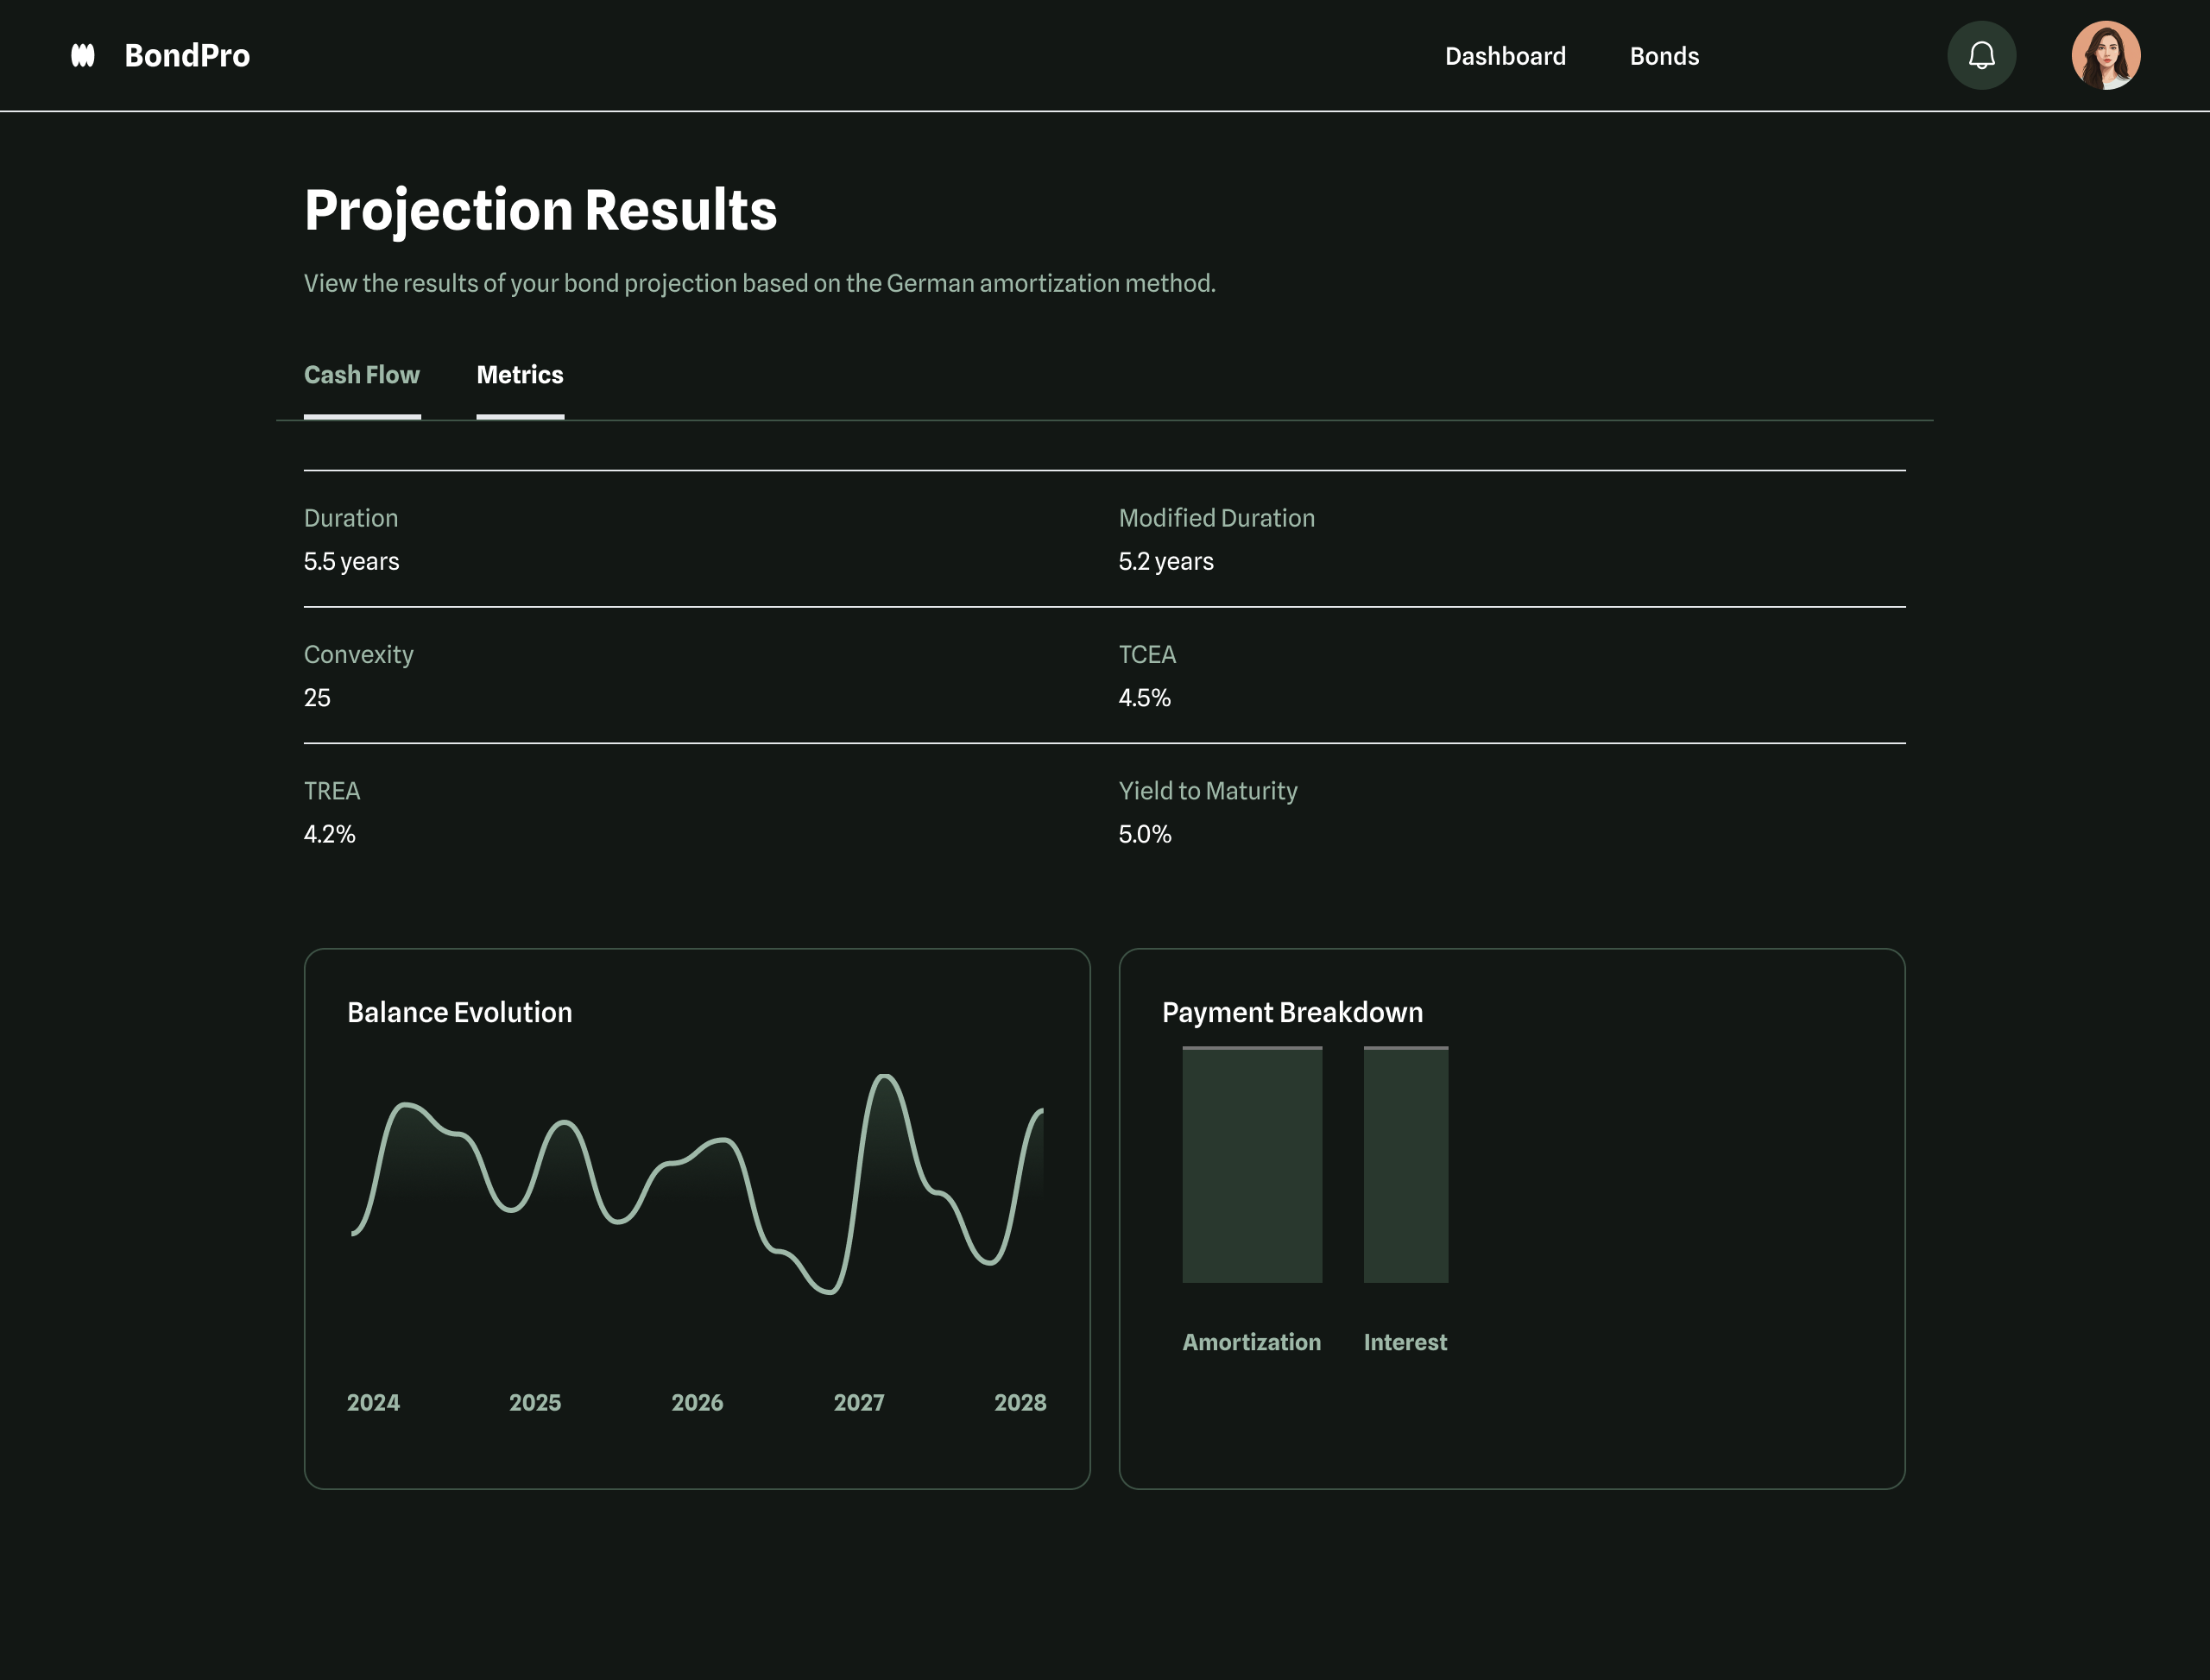 BondPro
Dashboard
Bonds
Projection Results
View the results of your bond projection based on the German amortization method.
Cash Flow
Metrics
Duration
Modified Duration
5.5 years
5.2 years
Convexity
TCEA
25
4.5%
TREA
Yield to Maturity
4.2%
5.0%
Balance Evolution
2024
2025
2026
2027
2028
Payment Breakdown
Amortization
Interest